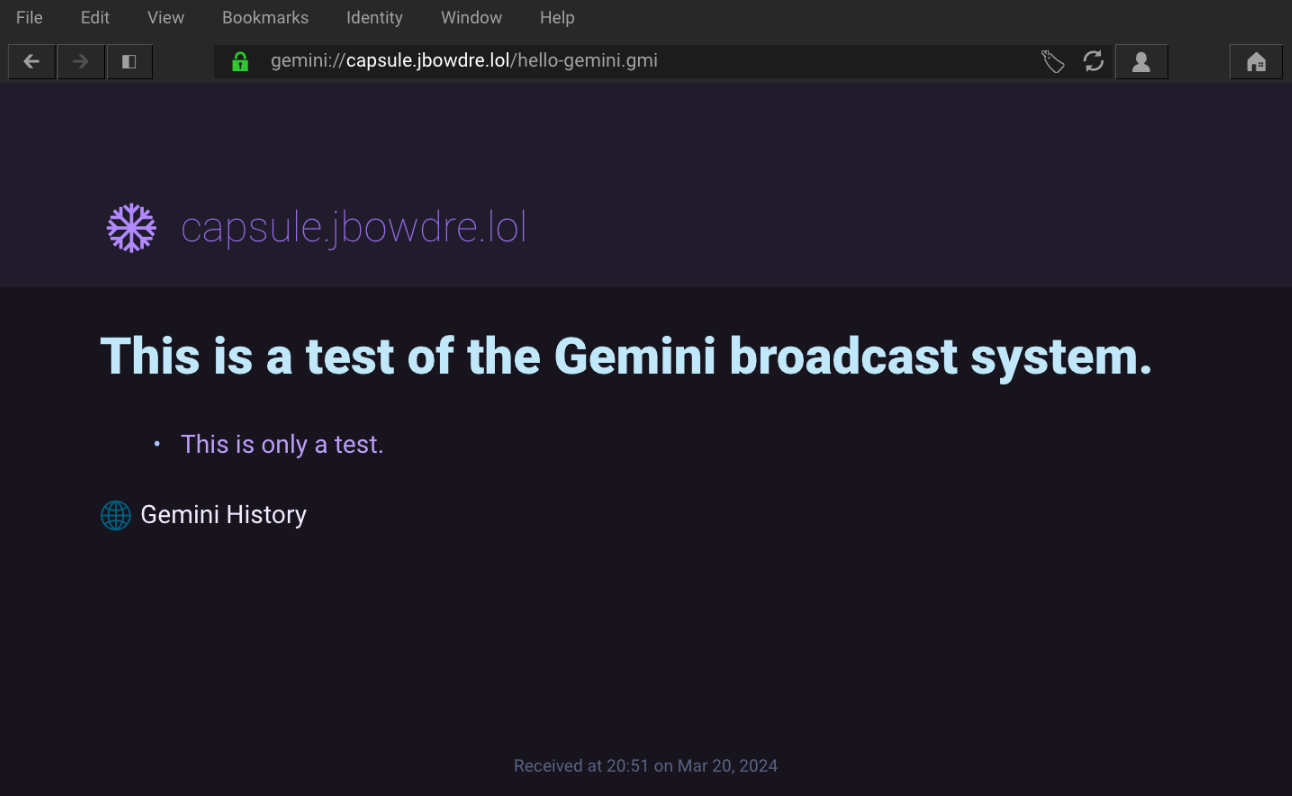 File Edit View Bookmarks Identity Window Help
gemini://capsule.jbowdre.lol/hello-gemini.gmi
capsule.jbowdre.lol
This is a test of the Gemini broadcast system.
• This is only a test.
Gemini History
Received at 20:51 on Mar 20, 2024